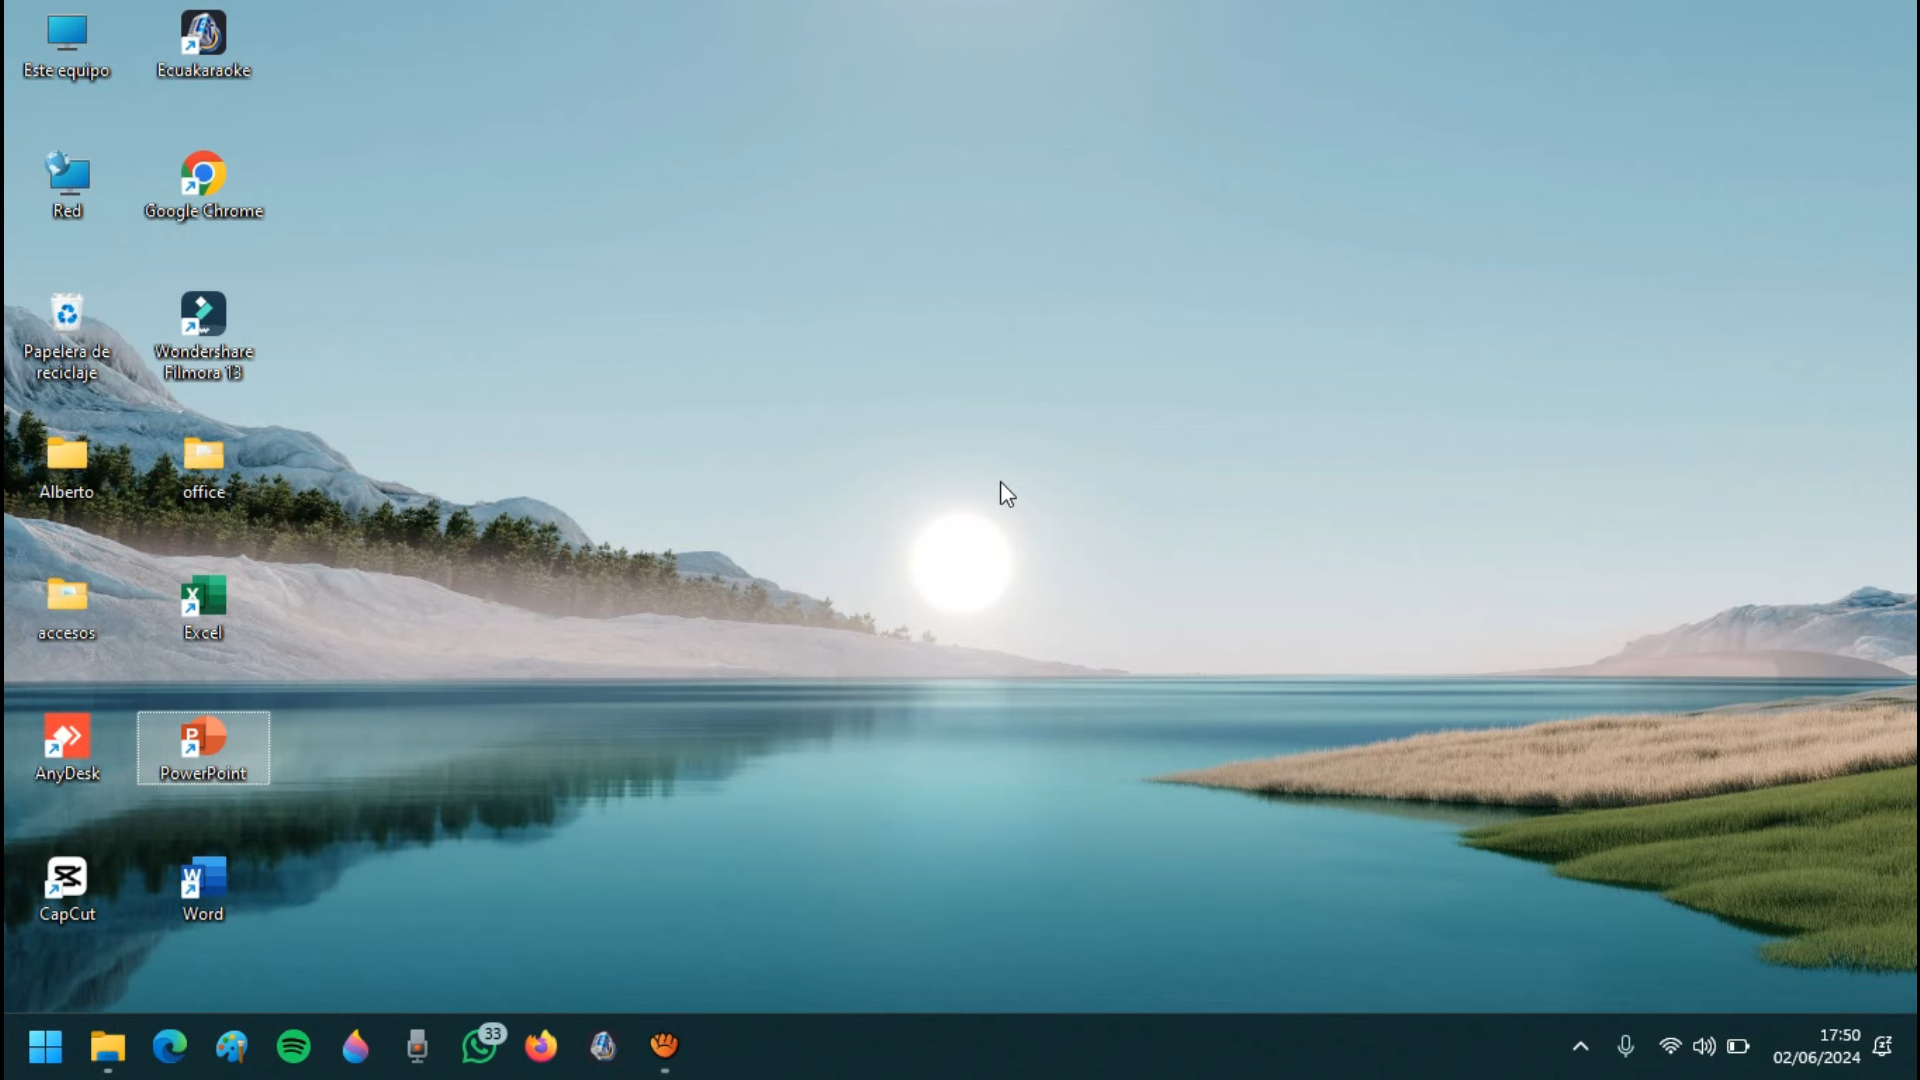 Este equipo
Ecuakaraoke
Red
Google Chrome
Papelera de
reciclaje
Wondershare
Filmora 13
Alberto
office
accesos
Excel
AnyDesk
PowerPoint
CapCut
Word
33
17:50
02/06/2024